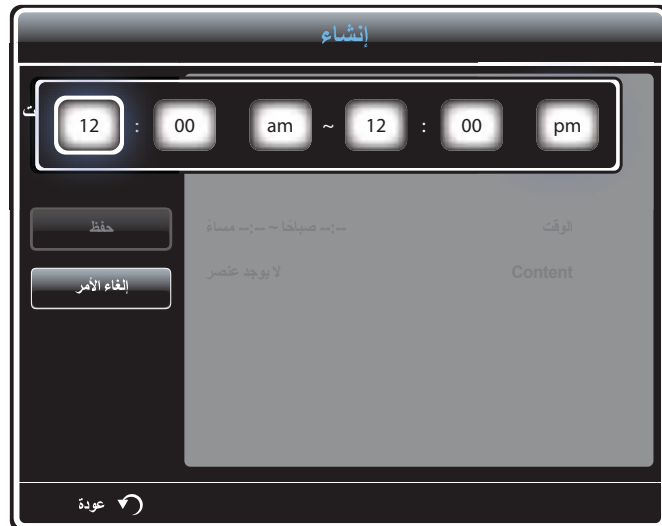 إنشاء
12 : 00 am ~ 12 : 00 pm
حفظ
الوقت --:-- صباحًا ~ --:-- مساءً
إلغاء الأمر
Content لا يوجد عنصر
عودة